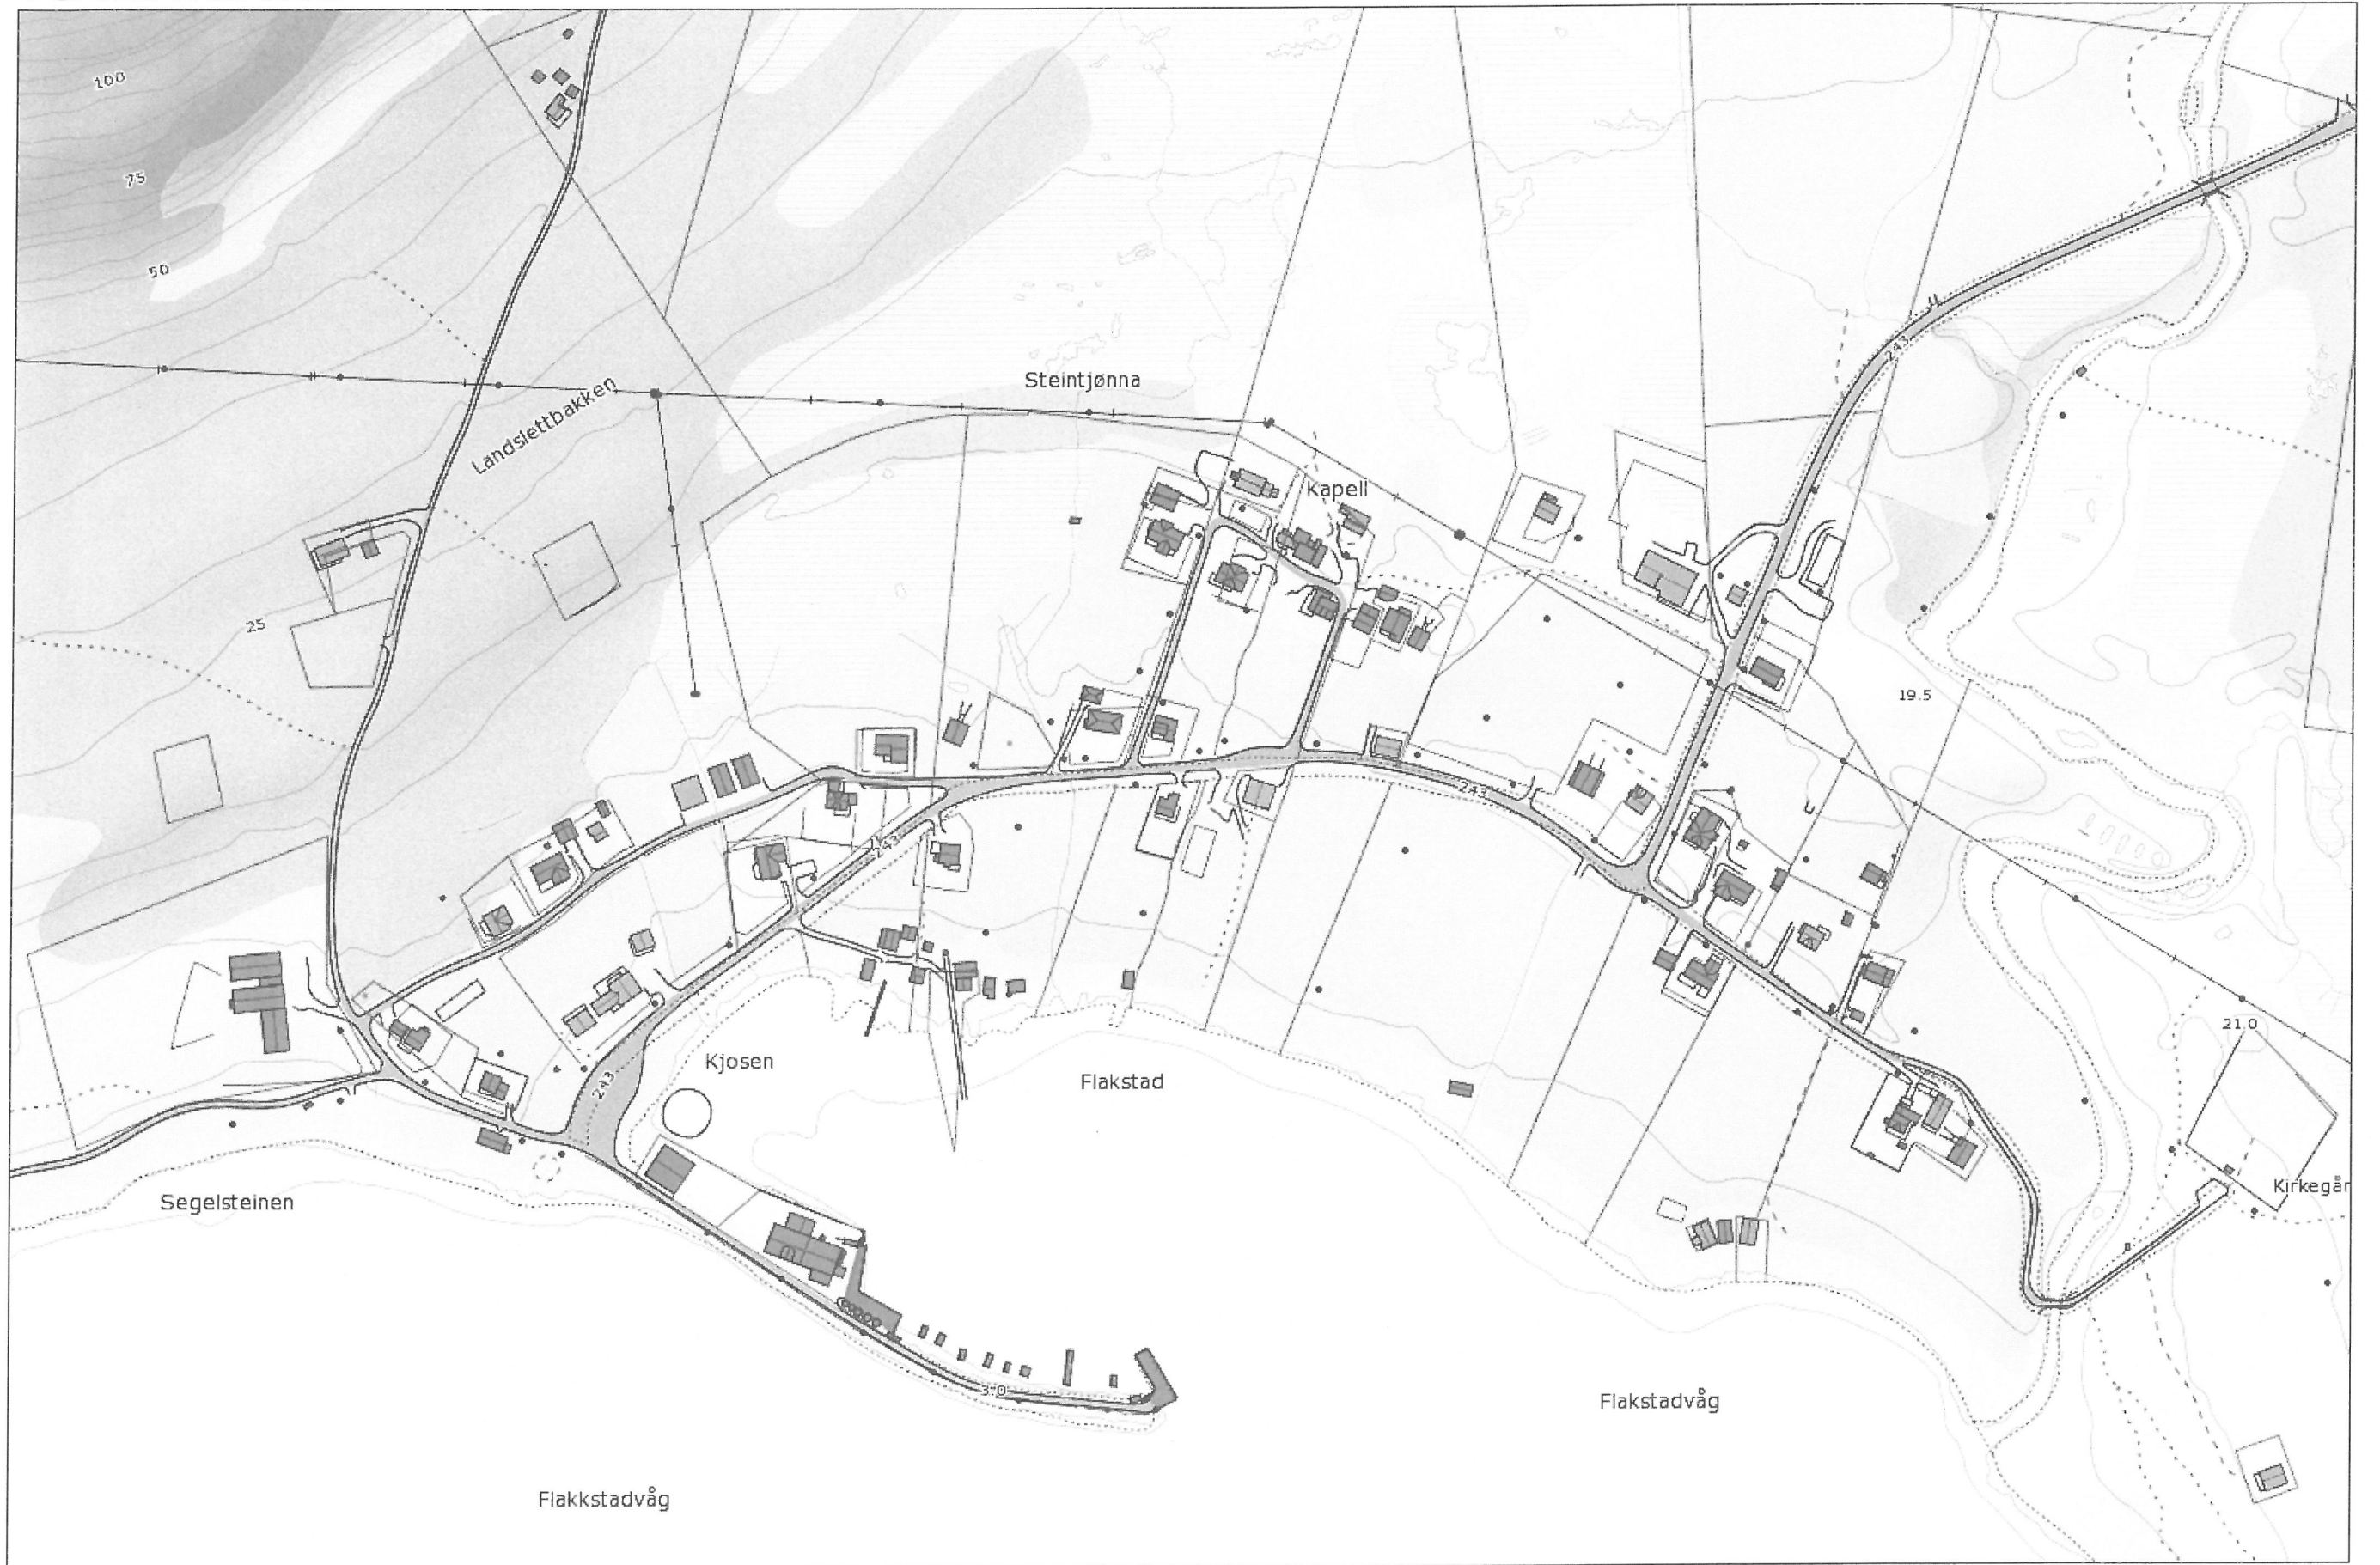 100
75
50
243
Steintjønna
Landslettbakken
Kapell
25
19.5
243
243
21.0
Kjosen
Flakstad
243
Kirkegår
Segelsteinen
3.0
Flakstadvåg
Flakkstadvåg